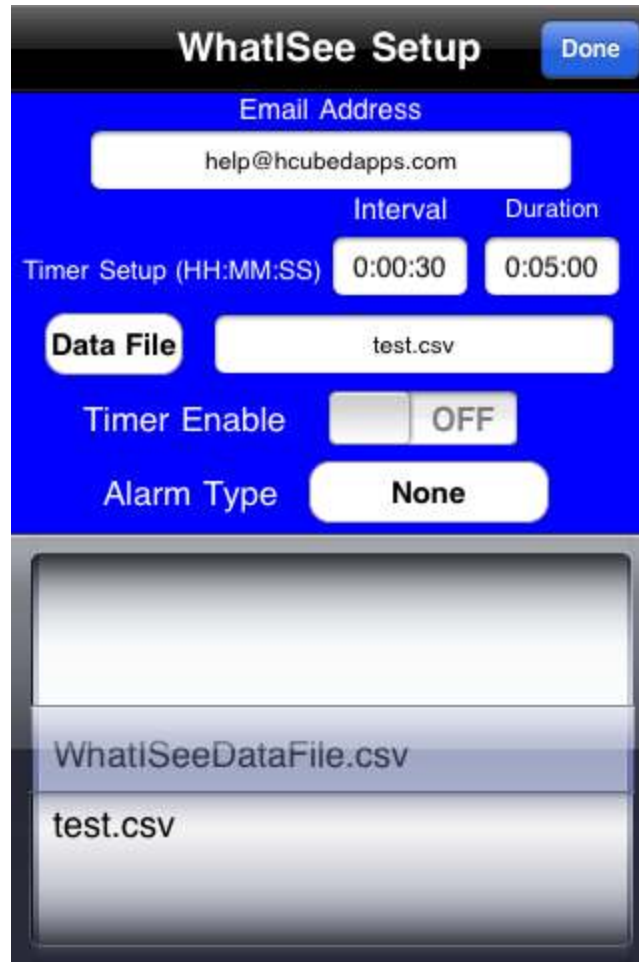 WhatISee Setup Done
Email Address
help@hcubedapps.com
Interval Duration
Timer Setup (HH:MM:SS) 0:00:30 0:05:00
Data File test.csv
Timer Enable OFF
Alarm Type None
WhatISeeDataFile.csv
test.csv